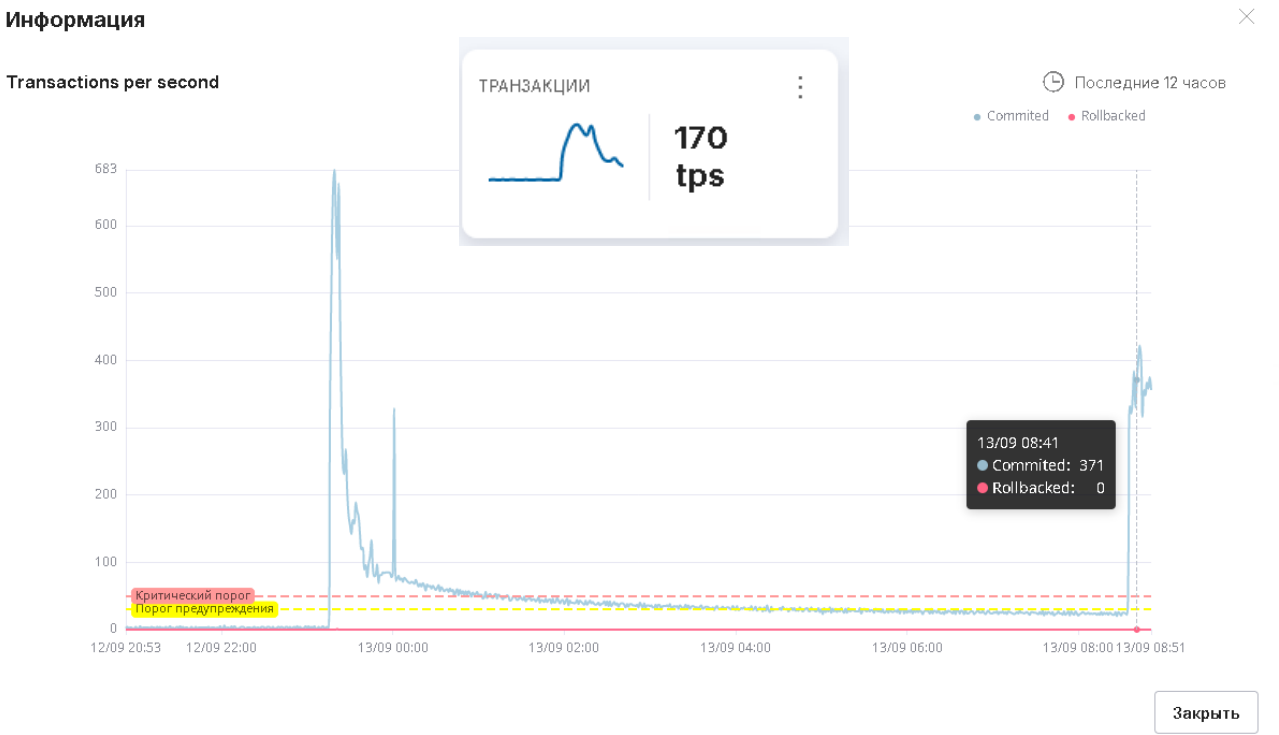 Информация
Transactions per second
ТРАНЗАКЦИИ
170
tps
Последние 12 часов
Commited Rollbacked
683
600
500
400
300
200
100
0
13/09 08:41
Commited: 371
Rollbacked: 0
Критический порог
Порог предупреждения
12/09 20:53 12/09 22:00 13/09 00:00 13/09 02:00 13/09 04:00 13/09 06:00 13/09 08:00 13/09 08:51
Закрыть